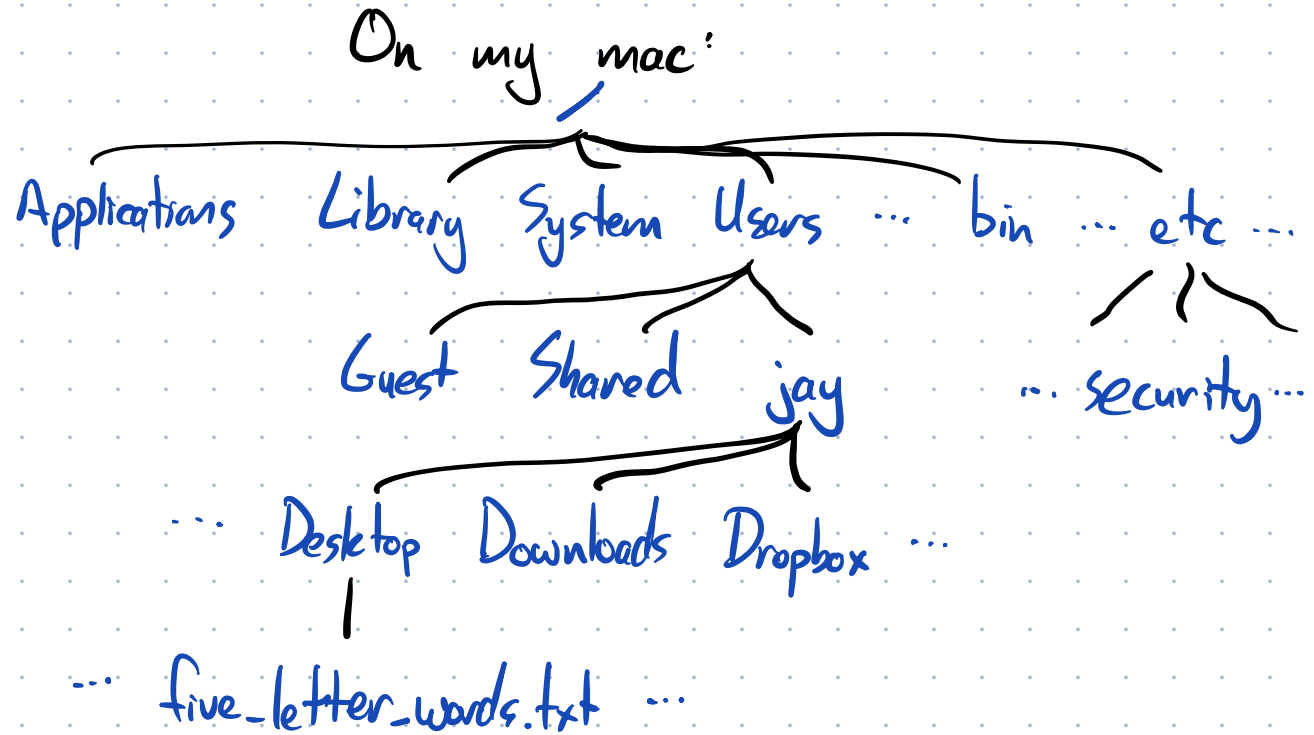 On my mac:
/
Applications Library System Users ... bin ... etc ...
Guest Shared jay ... security ...
... Desktop Downloads Dropbox ...
... five_letter_words.txt ...